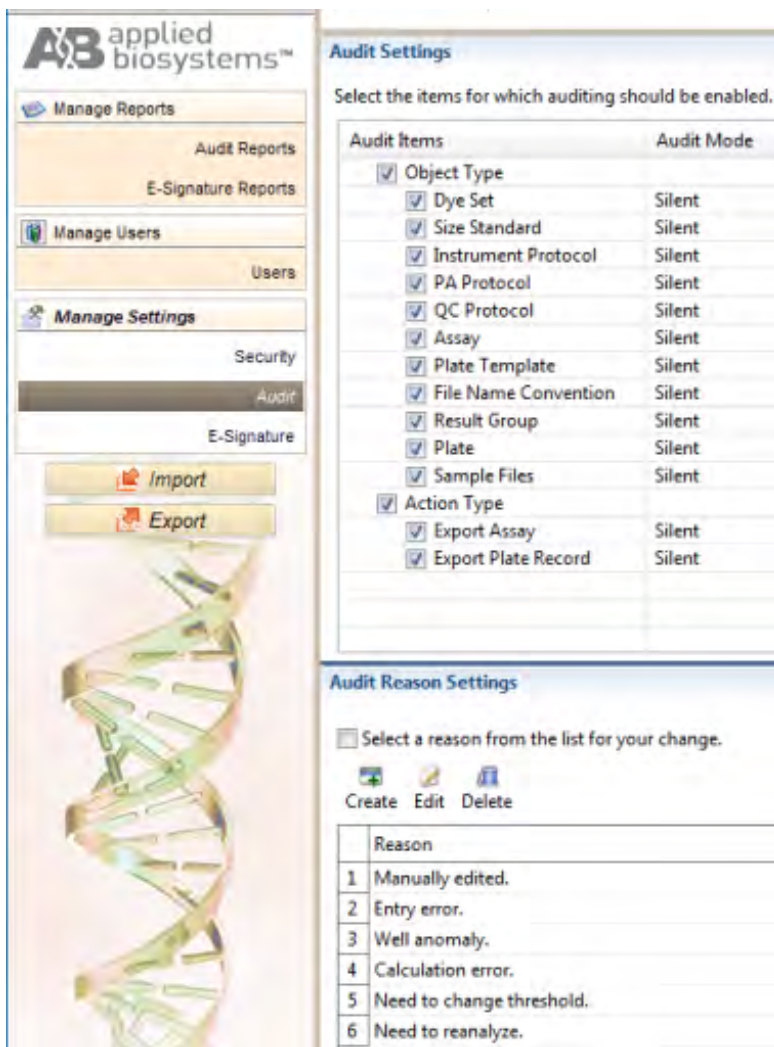 AB applied
biosystems™
Manage Reports
Audit Reports
E-Signature Reports
Manage Users
Users
Manage Settings
Security
Audit
E-Signature
Import
Export
Audit Settings
Select the items for which auditing should be enabled.
Audit Items Audit Mode
Object Type
Dye Set Silent
Size Standard Silent
Instrument Protocol Silent
PA Protocol Silent
QC Protocol Silent
Assay Silent
Plate Template Silent
File Name Convention Silent
Result Group Silent
Plate Silent
Sample Files Silent
Action Type
Export Assay Silent
Export Plate Record Silent
Audit Reason Settings
Select a reason from the list for your change.
Create Edit Delete
Reason
1 Manually edited.
2 Entry error.
3 Well anomaly.
4 Calculation error.
5 Need to change threshold.
6 Need to reanalyze.